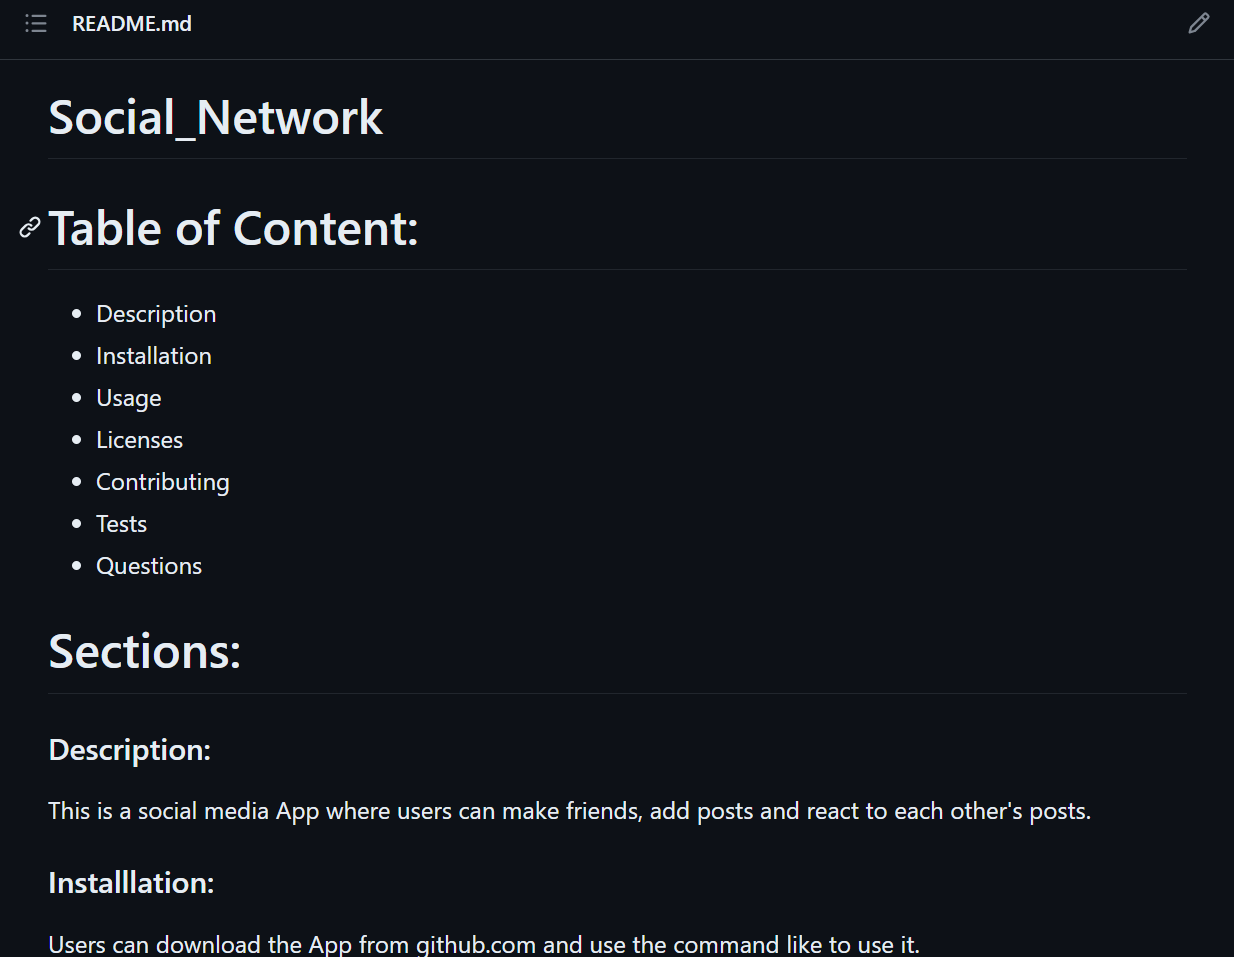 README.md
Social_Network
Table of Content:
Description
Installation
Usage
Licenses
Contributing
Tests
Questions
Sections:
Description:
This is a social media App where users can make friends, add posts and react to each other's posts.
Installlation:
Users can download the App from github.com and use the command like to use it.